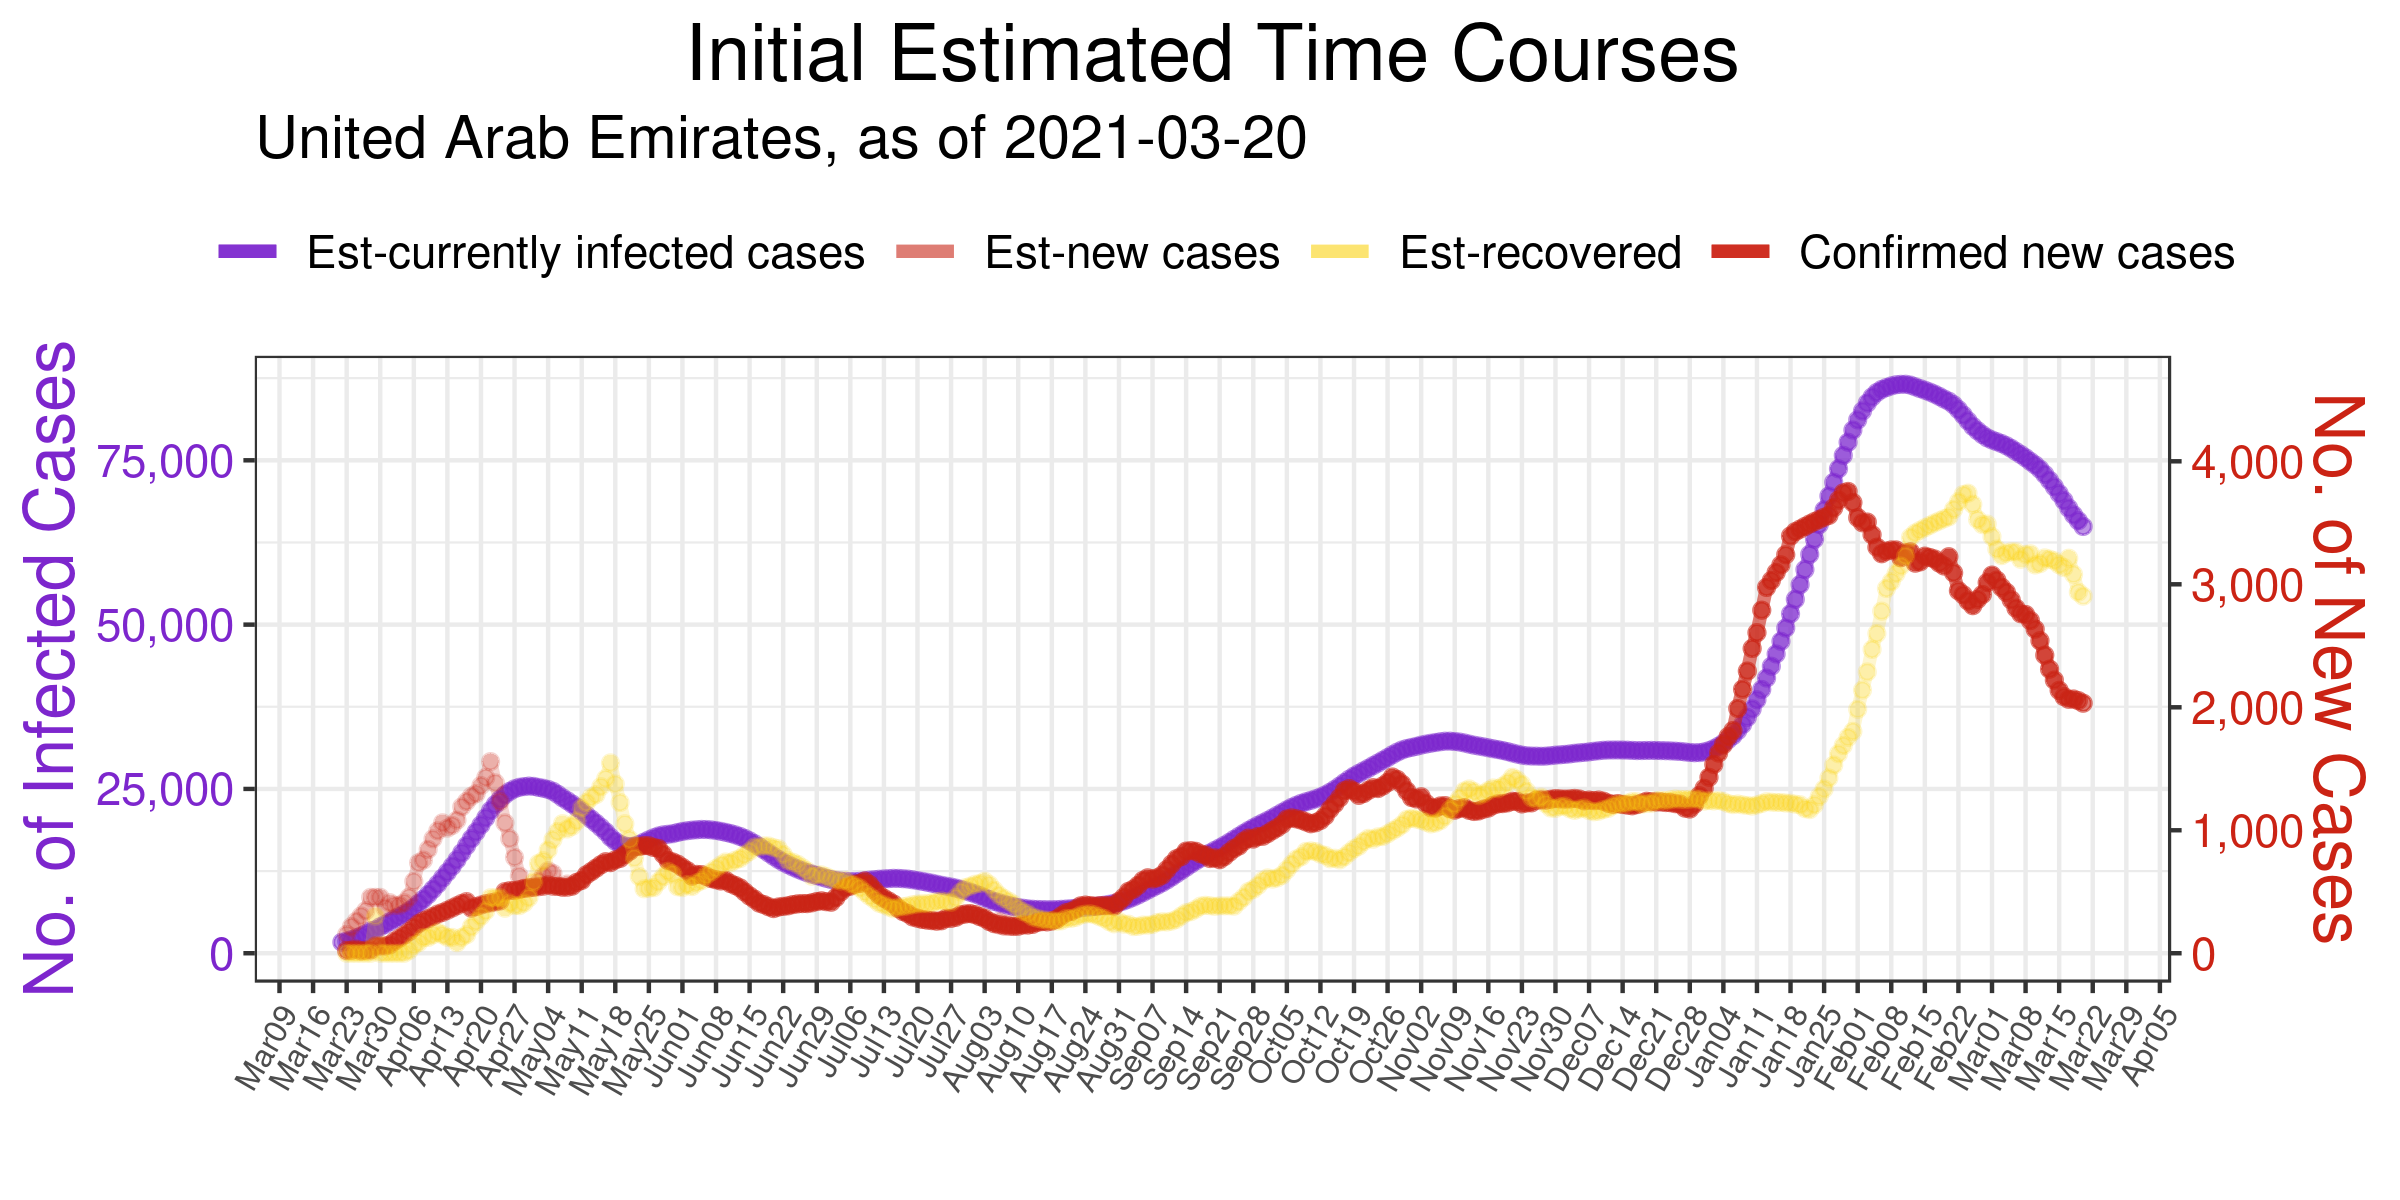 Initial Estimated Time Courses
United Arab Emirates, as of 2021-03-20
Est-currently infected cases
Est-new cases
Est-recovered
Confirmed new cases
No. of Infected Cases
75,000
50,000
25,000
0
4,000
3,000
2,000
1,000
0
No. of New Cases
Mar09
Mar16
Mar23
Mar30
Apr06
Apr13
Apr20
Apr27
May04
May11
May18
May25
Jun01
Jun08
Jun15
Jun22
Jun29
Jul06
Jul13
Jul20
Jul27
Aug03
Aug10
Aug17
Aug24
Aug31
Sep07
Sep14
Sep21
Sep28
Oct05
Oct12
Oct19
Oct26
Nov02
Nov09
Nov16
Nov23
Nov30
Dec07
Dec14
Dec21
Dec28
Jan04
Jan11
Jan18
Jan25
Feb01
Feb08
Feb15
Feb22
Mar01
Mar08
Mar15
Mar22
Mar29
Apr05